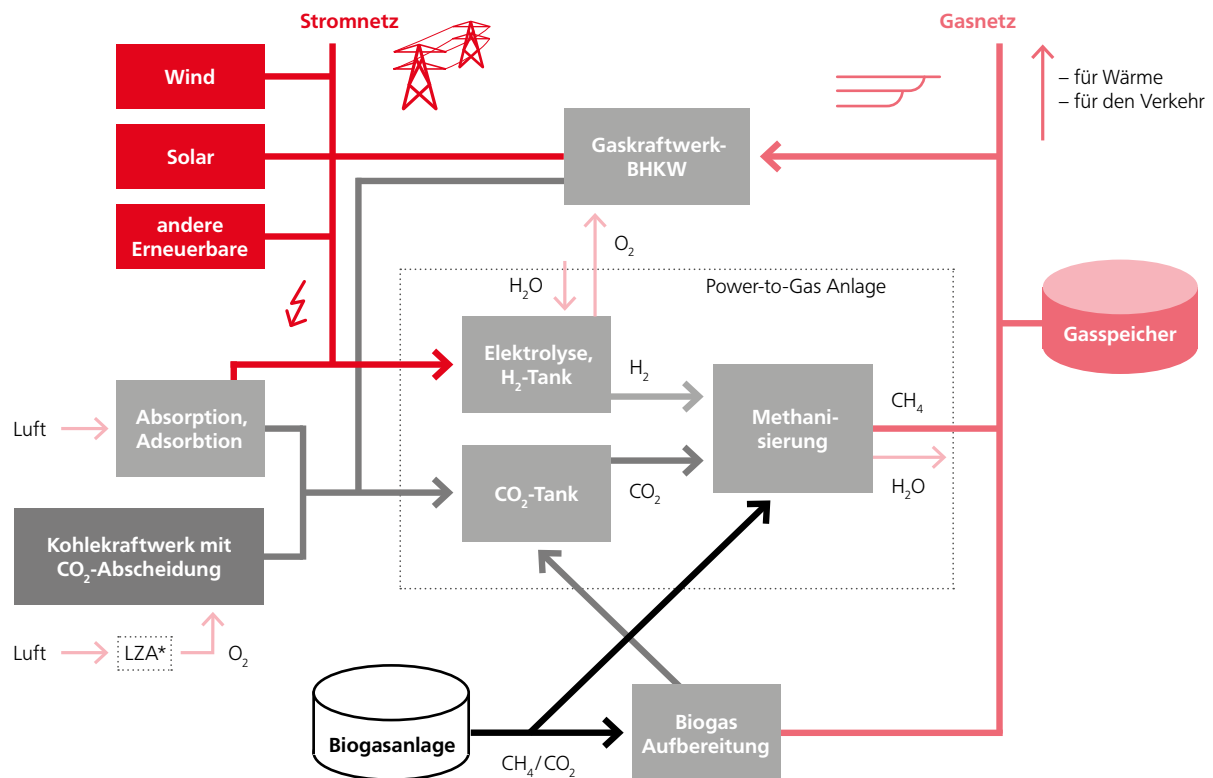 Stromnetz
Gasnetz
Wind
– für Wärme
– für den Verkehr
Solar
Gaskraftwerk-
BHKW
andere
Erneuerbare
O₂
H₂O
Power-to-Gas Anlage
Gasspeicher
Elektrolyse,
H₂-Tank
H₂
Luft
Absorption,
Adsorbtion
Methani-
sierung
CH₄
CO₂-Tank
CO₂
H₂O
Kohlekraftwerk mit
CO₂-Abscheidung
Luft
LZA*
O₂
Biogasanlage
CH₄/CO₂
Biogas
Aufbereitung